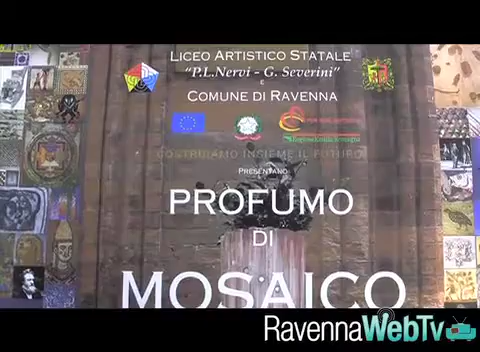 LICEO ARTISTICO STATALE
"P.L.Nervi - G. Severini"
E
COMUNE DI RAVENNA
COSTRUIAMO INSIEME IL FUTURO
PRESENTANO
PROFUMO
DI
MOSAICO
RavennaWebTv